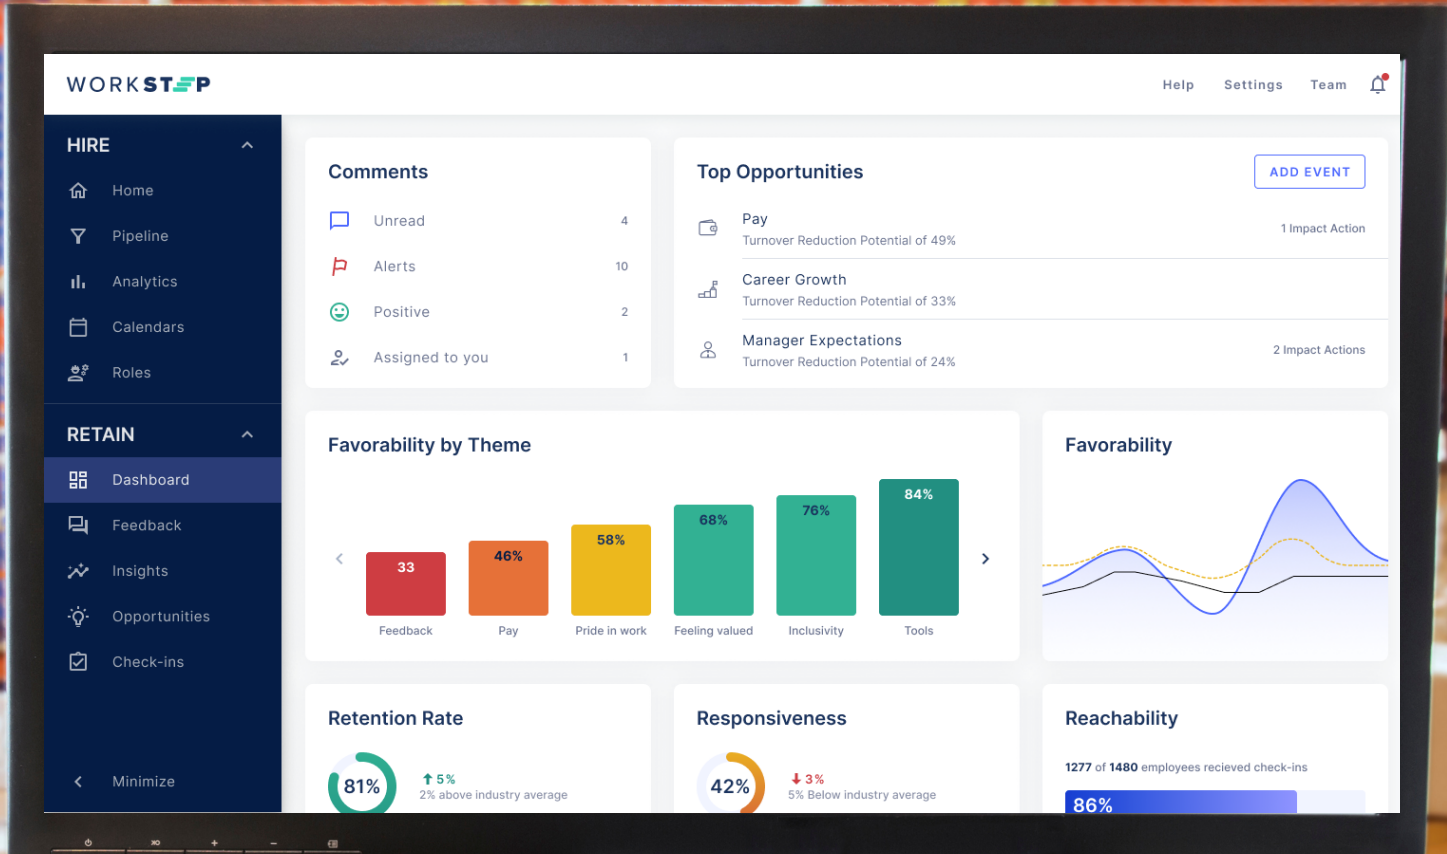 WORKSTEP
Help Settings Team
HIRE
Home
Pipeline
Analytics
Calendars
Roles
RETAIN
Dashboard
Feedback
Insights
Opportunities
Check-ins
Minimize
Comments
Unread 4
Alerts 10
Positive 2
Assigned to you 1
Top Opportunities
ADD EVENT
Pay
Turnover Reduction Potential of 49%
1 Impact Action
Career Growth
Turnover Reduction Potential of 33%
Manager Expectations
Turnover Reduction Potential of 24%
2 Impact Actions
Favorability by Theme
33 46% 58% 68% 76% 84%
Feedback Pay Pride in work Feeling valued Inclusivity Tools
Favorability
Retention Rate
81%
5%
2% above industry average
Responsiveness
42%
3%
5% Below industry average
Reachability
1277 of 1480 employees recieved check-ins
86%